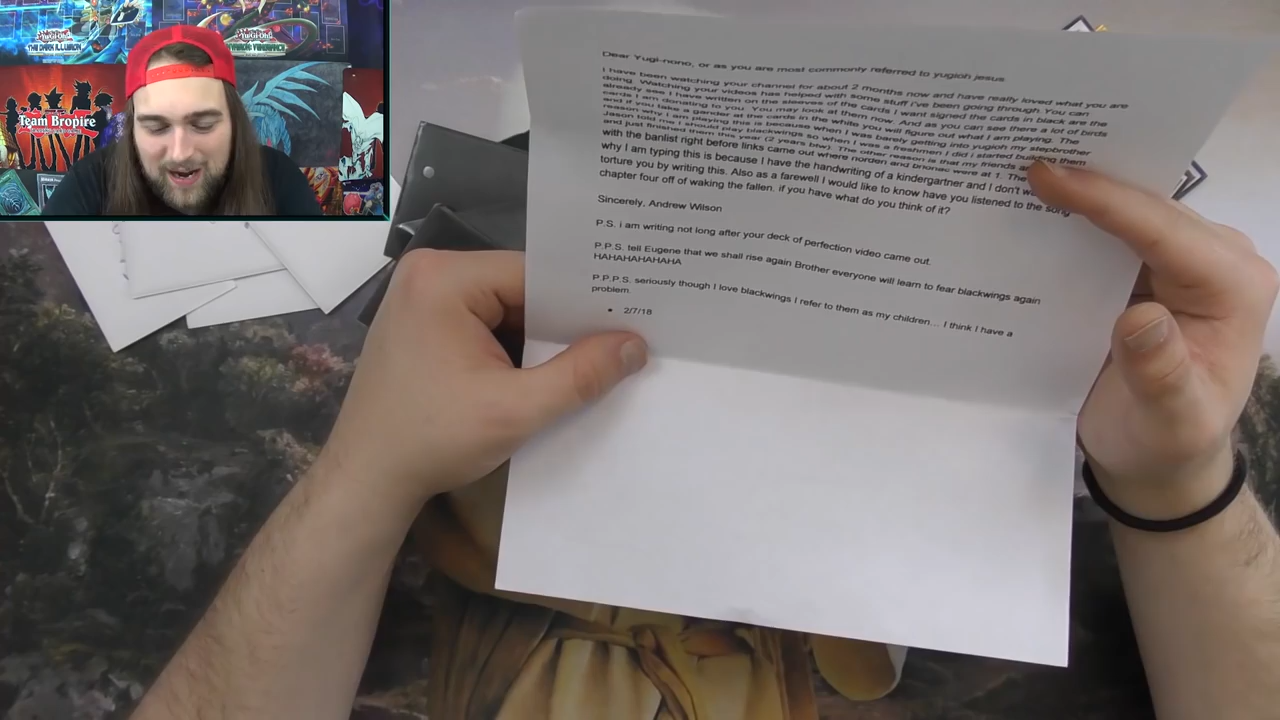 Yu-Gi-Oh!
THE DARK ILLUSION
Yu-Gi-Oh!
Team Bropire
Dear Yugi-nono, or as you are most commonly referred to yugioh jesus
I have been watching your channel for about 2 months now and have really loved what you are
doing. Watching your videos has helped with some stuff I've been going through. You can
already see I have written on the sleeves of the cards I want signed the cards in black are the
cards I am donating to you. You may look at them now. And as you can see there a lot of birds
and if you take a gender at the cards in the whites you will figure out what I am playing. The
reason why I am playing this is because when I was barely getting into yugioh my stepbrother
Jason told me I should play blackwings so when I was a freshmen I did i started building them
and just finished them this year (2 years btw). The other reason is that my friends
with the banlist right before links came out where norden and brionac were at 1. The
why I am typing this is because I have the handwriting of a kindergartner and I don't
torture you by writing this. Also as a farewell I would like to know have you listened to the song
chapter four off of waking the fallen. if you have what do you think of it?
Sincerely, Andrew Wilson
P.S. i am writing not long after your deck of perfection video came out.
P.P.S. tell Eugene that we shall rise again Brother everyone will learn to fear blackwings again
HAHAHAHAHAHA
P.P.P.S. seriously though I love blackwings I refer to them as my children... I think I have a
problem.
• 2/7/18